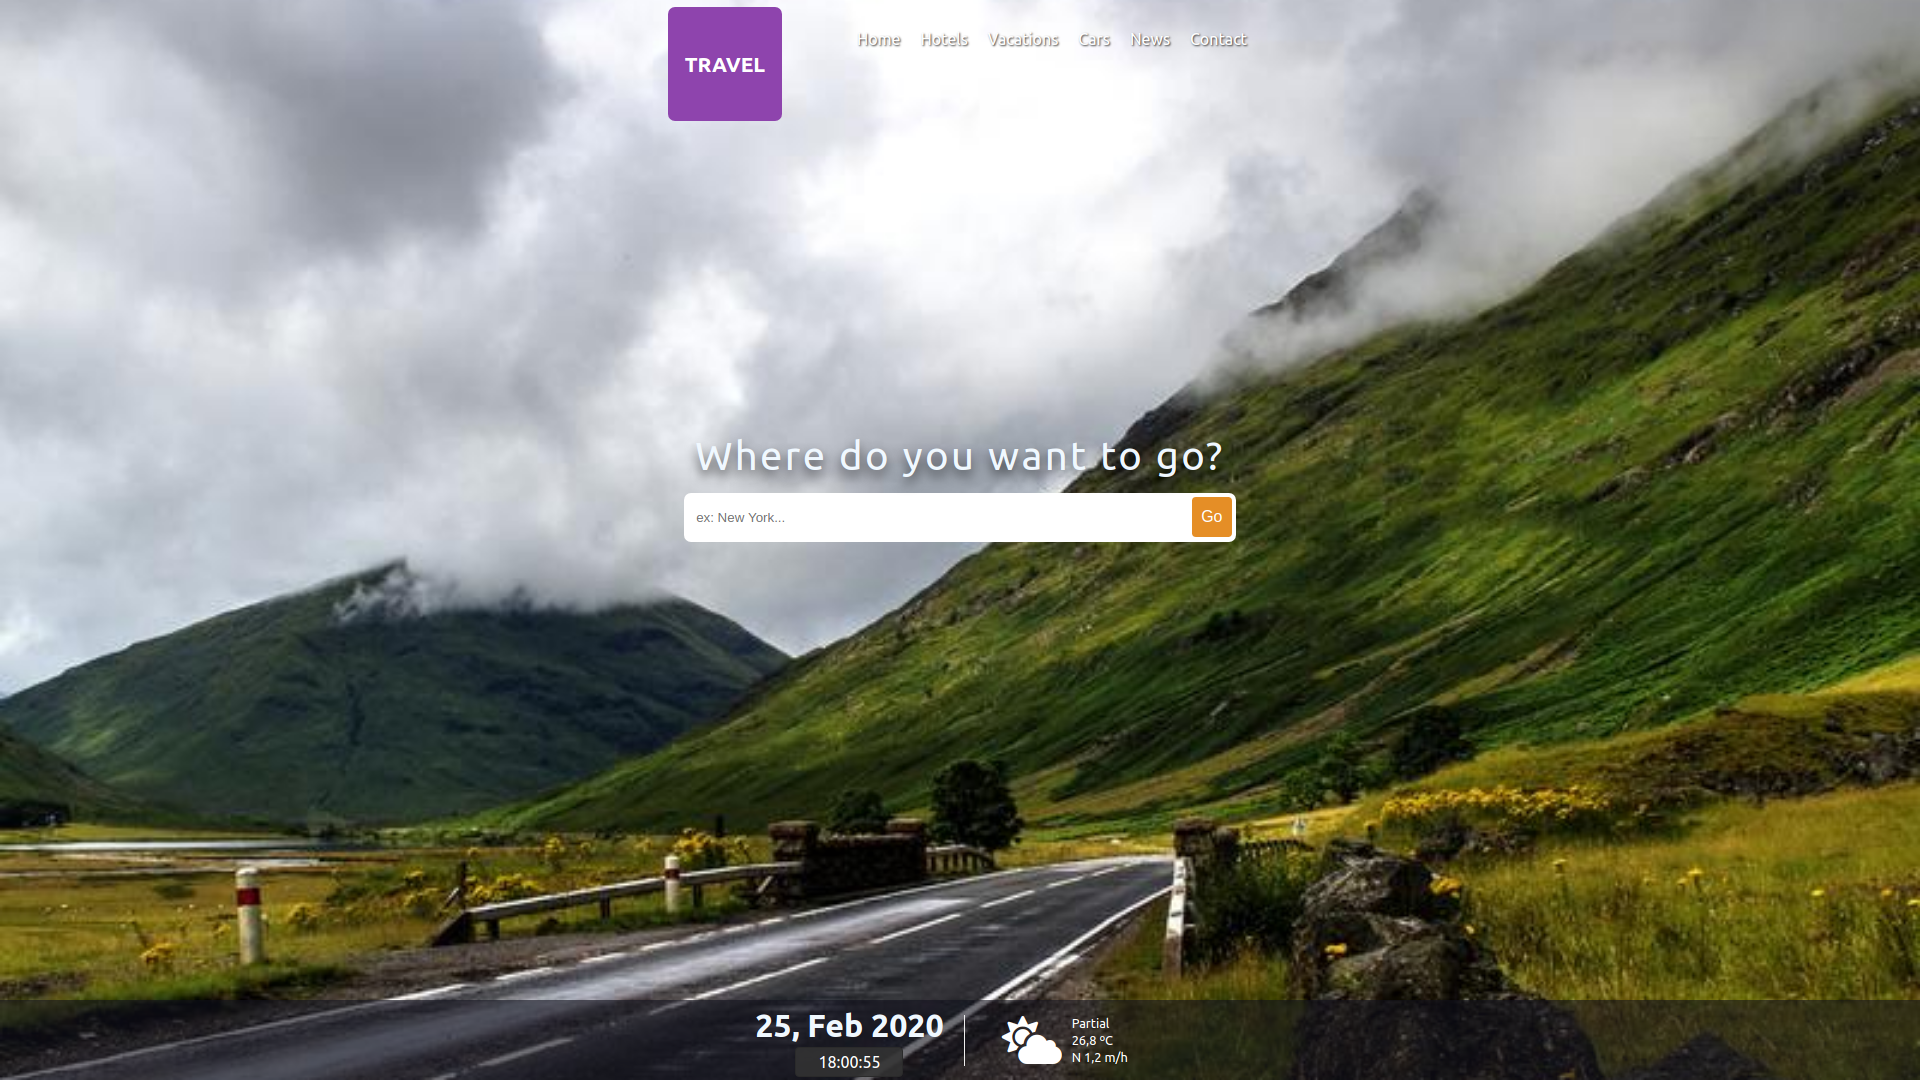 TRAVEL
Home Hotels Vacations Cars News Contact
Where do you want to go?
ex: New York...
Go
25, Feb 2020
18:00:55
Partial
26,8 ºC
N 1,2 m/h